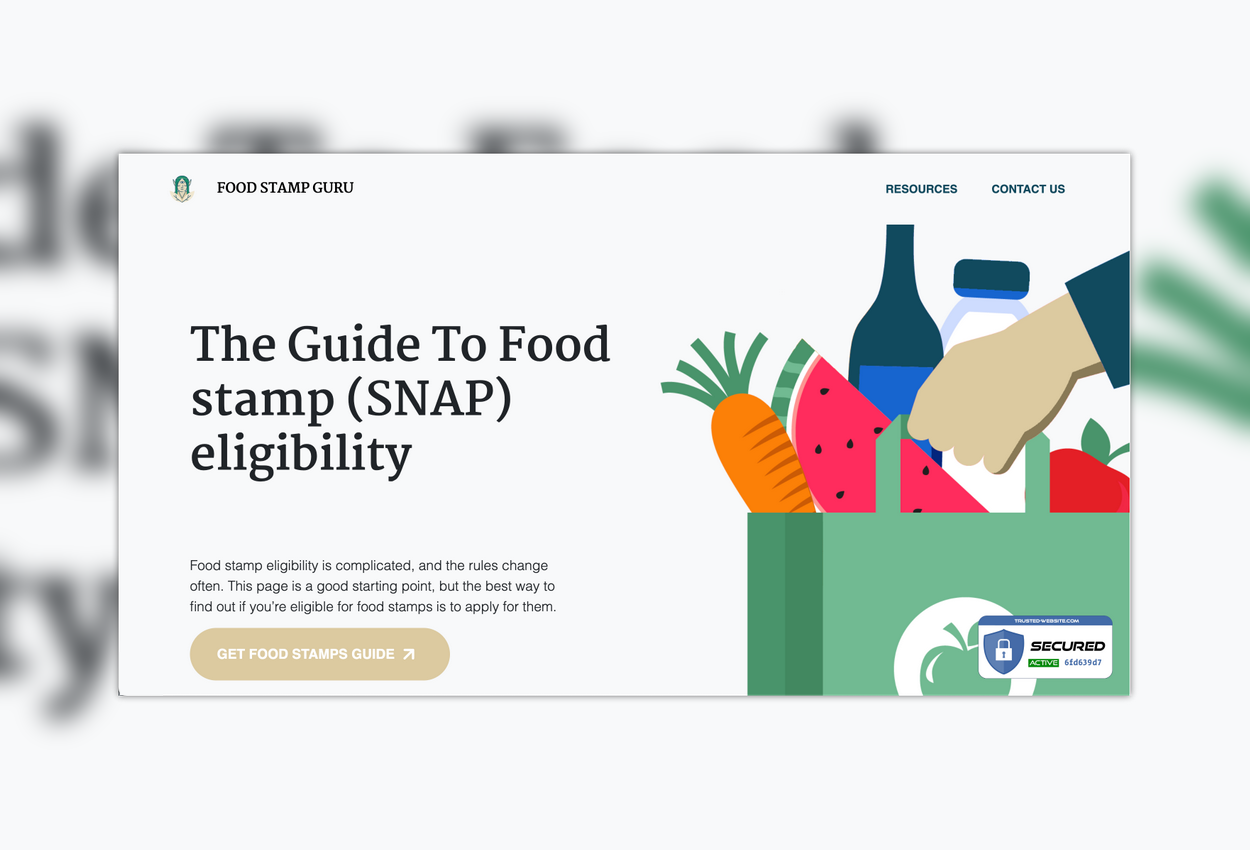 FOOD STAMP GURU
RESOURCES
CONTACT US
The Guide To Food
stamp (SNAP)
eligibility
Food stamp eligibility is complicated, and the rules change
often. This page is a good starting point, but the best way to
find out if you're eligible for food stamps is to apply for them.
GET FOOD STAMPS GUIDE
TRUSTED-WEBSITE.COM
SECURED
ACTIVE 6fd639d7